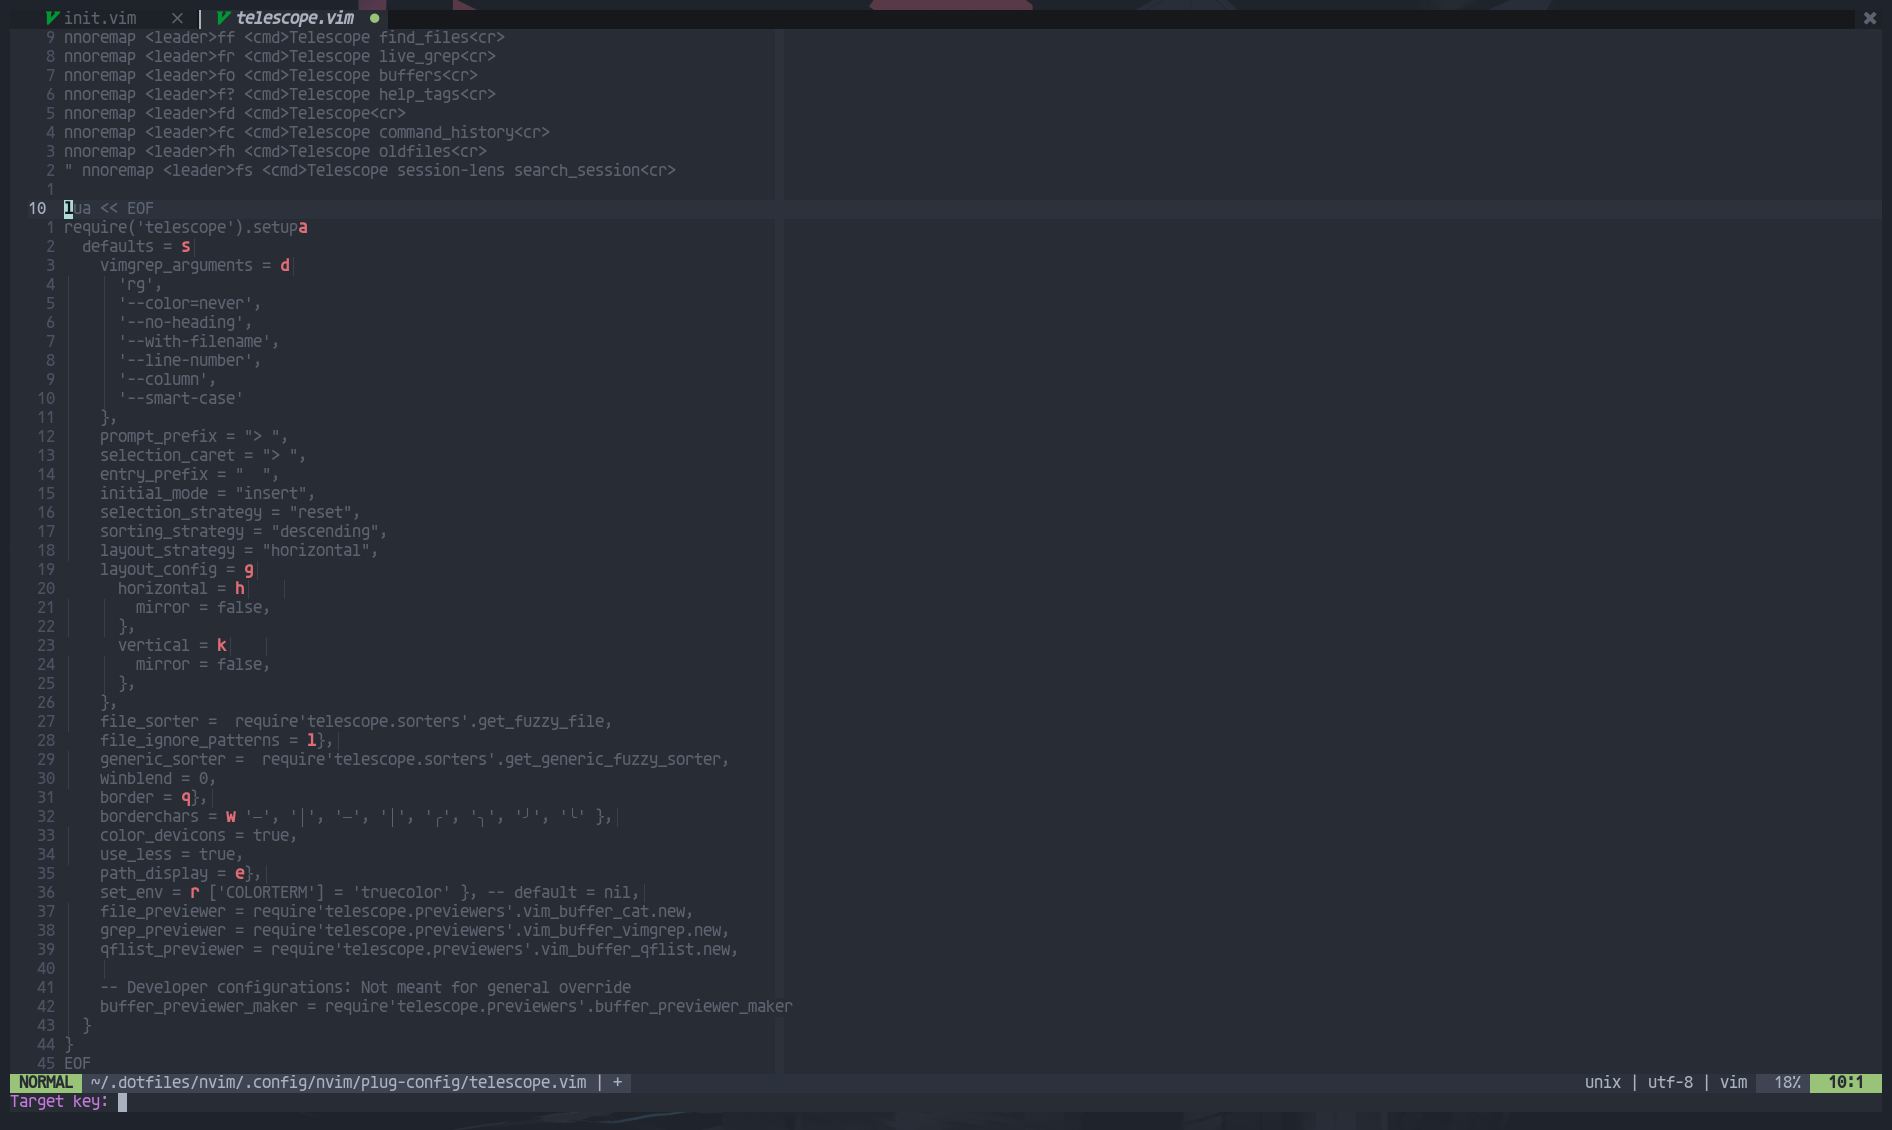 init.vim × | telescope.vim ● ✖
9 nnoremap <leader>ff <cmd>Telescope find_files<cr>
8 nnoremap <leader>fr <cmd>Telescope live_grep<cr>
7 nnoremap <leader>fo <cmd>Telescope buffers<cr>
6 nnoremap <leader>f? <cmd>Telescope help_tags<cr>
5 nnoremap <leader>fd <cmd>Telescope<cr>
4 nnoremap <leader>fc <cmd>Telescope command_history<cr>
3 nnoremap <leader>fh <cmd>Telescope oldfiles<cr>
2 " nnoremap <leader>fs <cmd>Telescope session-lens search_session<cr>
1
10 lua << EOF
1 require('telescope').setupa
2 defaults = s
3 vimgrep_arguments = d
4 'rg',
5 '--color=never',
6 '--no-heading',
7 '--with-filename',
8 '--line-number',
9 '--column',
10 '--smart-case'
11 },
12 prompt_prefix = "> ",
13 selection_caret = "> ",
14 entry_prefix = "  ",
15 initial_mode = "insert",
16 selection_strategy = "reset",
17 sorting_strategy = "descending",
18 layout_strategy = "horizontal",
19 layout_config = g
20 horizontal = h
21 mirror = false,
22 },
23 vertical = k
24 mirror = false,
25 },
26 },
27 file_sorter =  require'telescope.sorters'.get_fuzzy_file,
28 file_ignore_patterns = l},
29 generic_sorter =  require'telescope.sorters'.get_generic_fuzzy_sorter,
30 winblend = 0,
31 border = q},
32 borderchars = w '─', '│', '─', '│', '╭', '╮', '╯', '╰' },
33 color_devicons = true,
34 use_less = true,
35 path_display = e},
36 set_env = r ['COLORTERM'] = 'truecolor' }, -- default = nil,
37 file_previewer = require'telescope.previewers'.vim_buffer_cat.new,
38 grep_previewer = require'telescope.previewers'.vim_buffer_vimgrep.new,
39 qflist_previewer = require'telescope.previewers'.vim_buffer_qflist.new,
40
41 -- Developer configurations: Not meant for general override
42 buffer_previewer_maker = require'telescope.previewers'.buffer_previewer_maker
43 }
44 }
45 EOF
NORMAL ~/.dotfiles/nvim/.config/nvim/plug-config/telescope.vim | + unix | utf-8 | vim 18% 10:1
Target key: